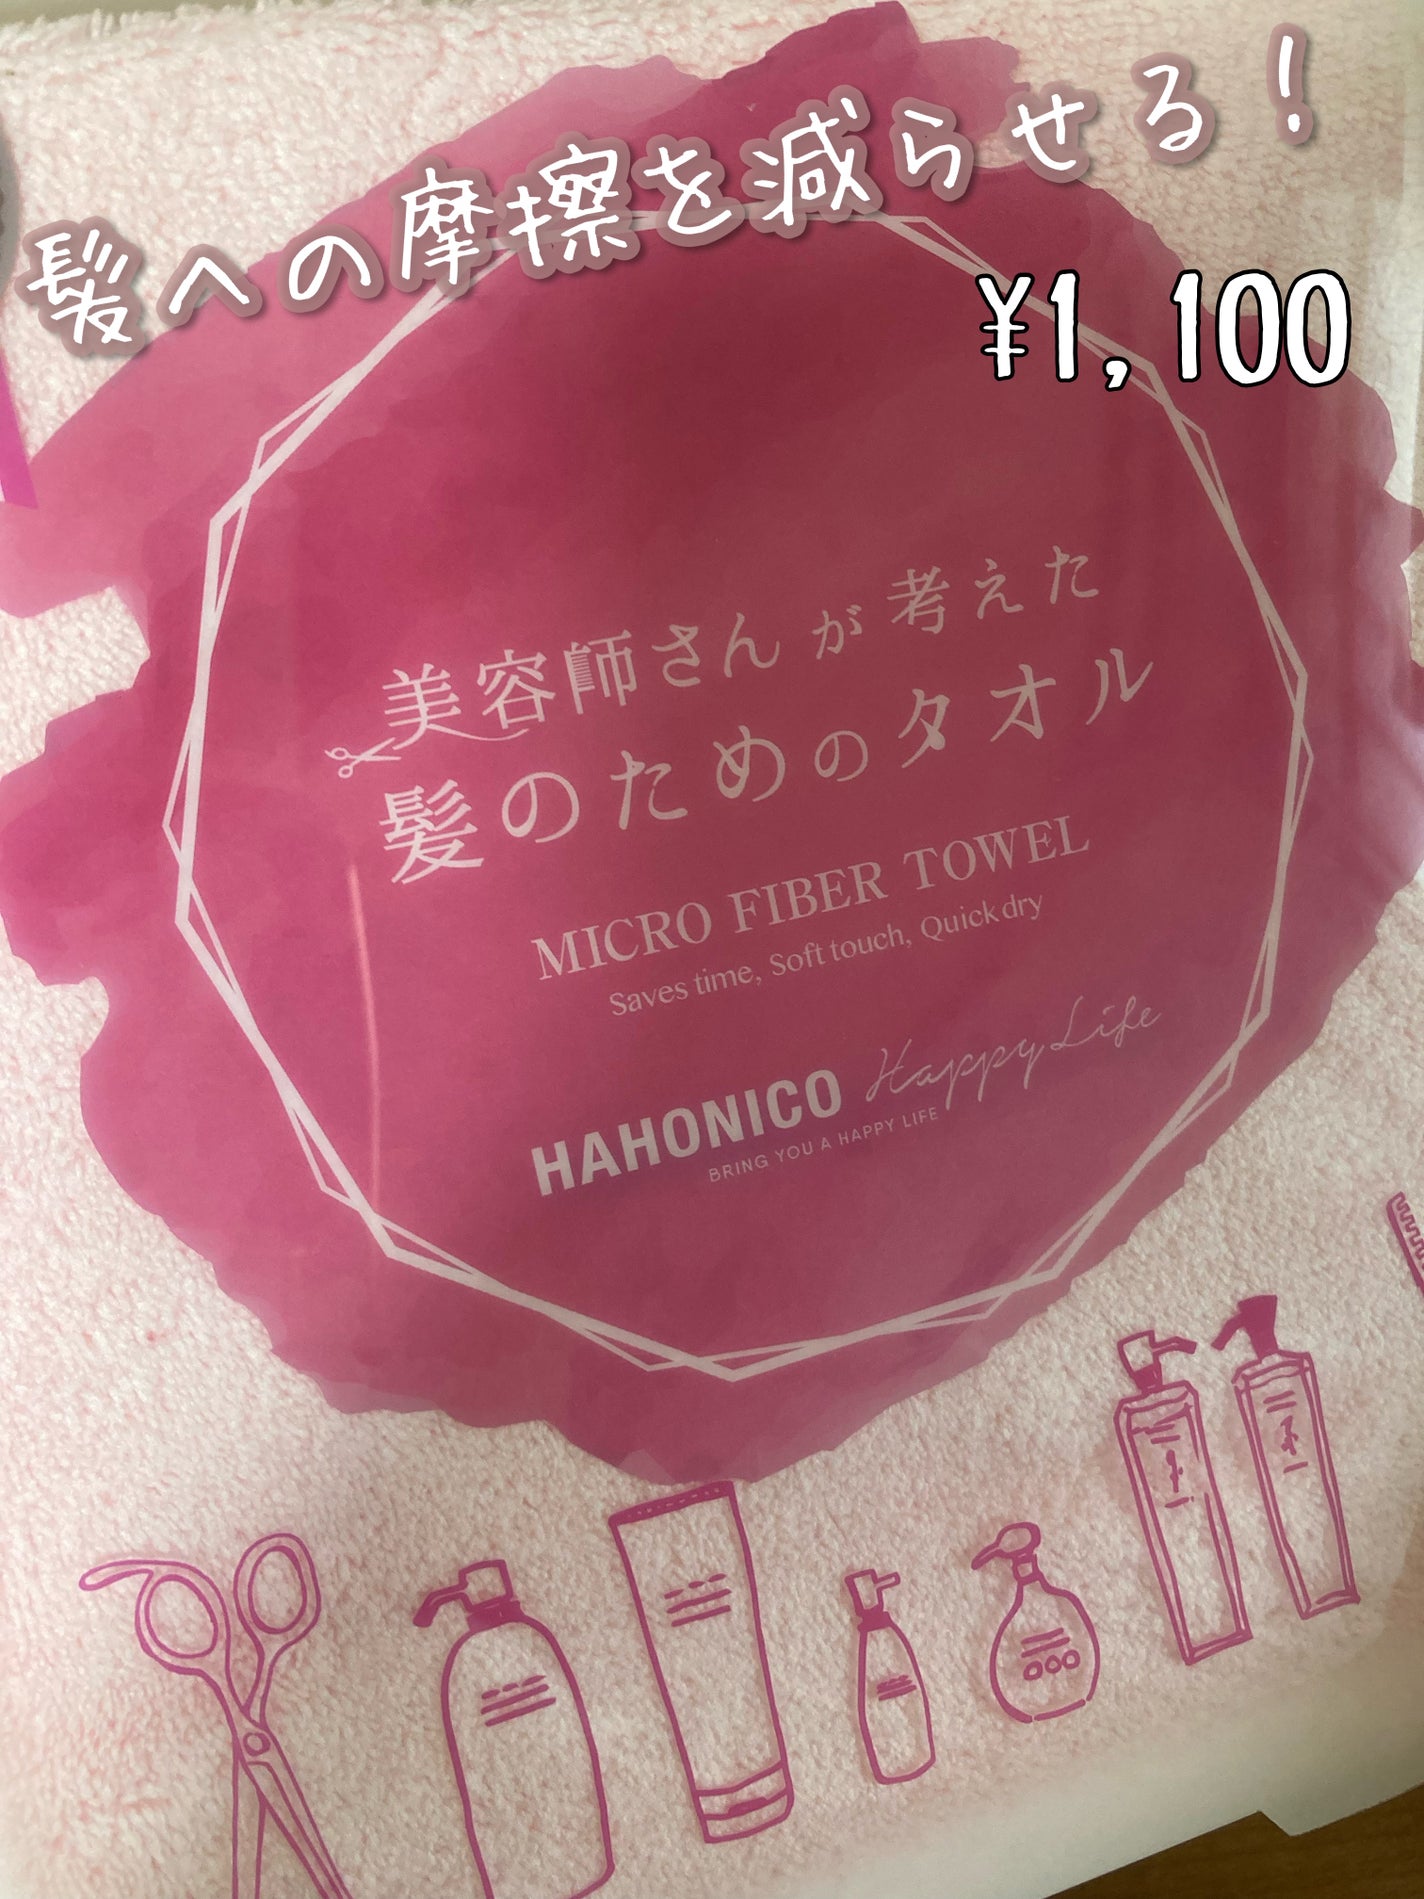 髪への摩擦を減らせる!
¥1,100
美容師さんが考えた
髪のためのタオル
MICRO FIBER TOWEL
Saves time, Soft touch, Quick dry
HAHONICO Happy Life
BRING YOU A HAPPY LIFE